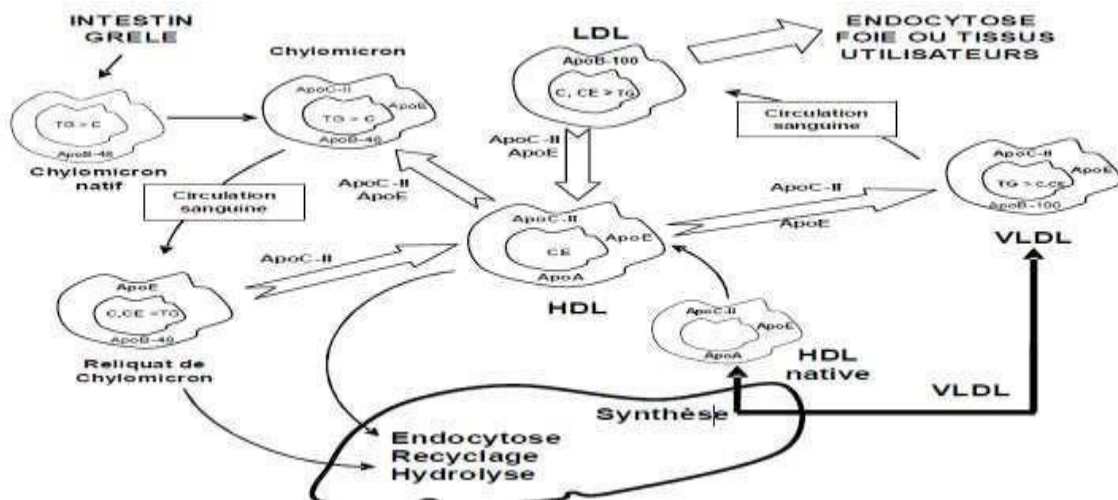 INTESTIN
GRELE
Chylomicron
LDL
ENDOCYTOSE
FOIE OU TISSUS
UTILISATEURS
TG > C
ApoB-48
Chylomicron
natif
ApoC-II
ApoE
TG > C
ApoB-48
ApoB-100
C, CE > TG
Circulation
sanguine
Circulation
sanguine
ApoC-II
ApoE
ApoC-II
ApoE
ApoC-II
ApoE
ApoC-II
ApoE
TG > C,CE
ApoB-100
VLDL
ApoC-II
ApoE
CE
ApoA
HDL
ApoC-II
ApoE
C,CE =TG
ApoB-48
Reliquat de
Chylomicron
ApoC-II
ApoE
ApoA
HDL
native
VLDL
Synthèse
Endocytose
Recyclage
Hydrolyse